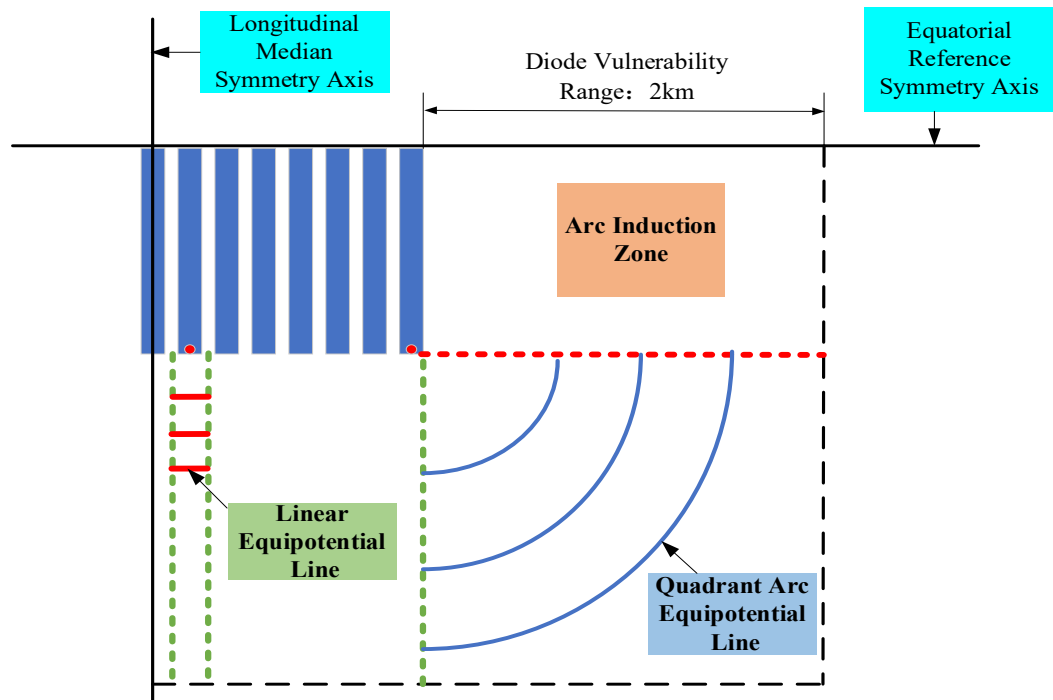 Longitudinal
Median
Symmetry Axis
Diode Vulnerability
Range：2km
Equatorial
Reference
Symmetry Axis
Arc Induction
Zone
Linear
Equipotential
Line
Quadrant Arc
Equipotential
Line